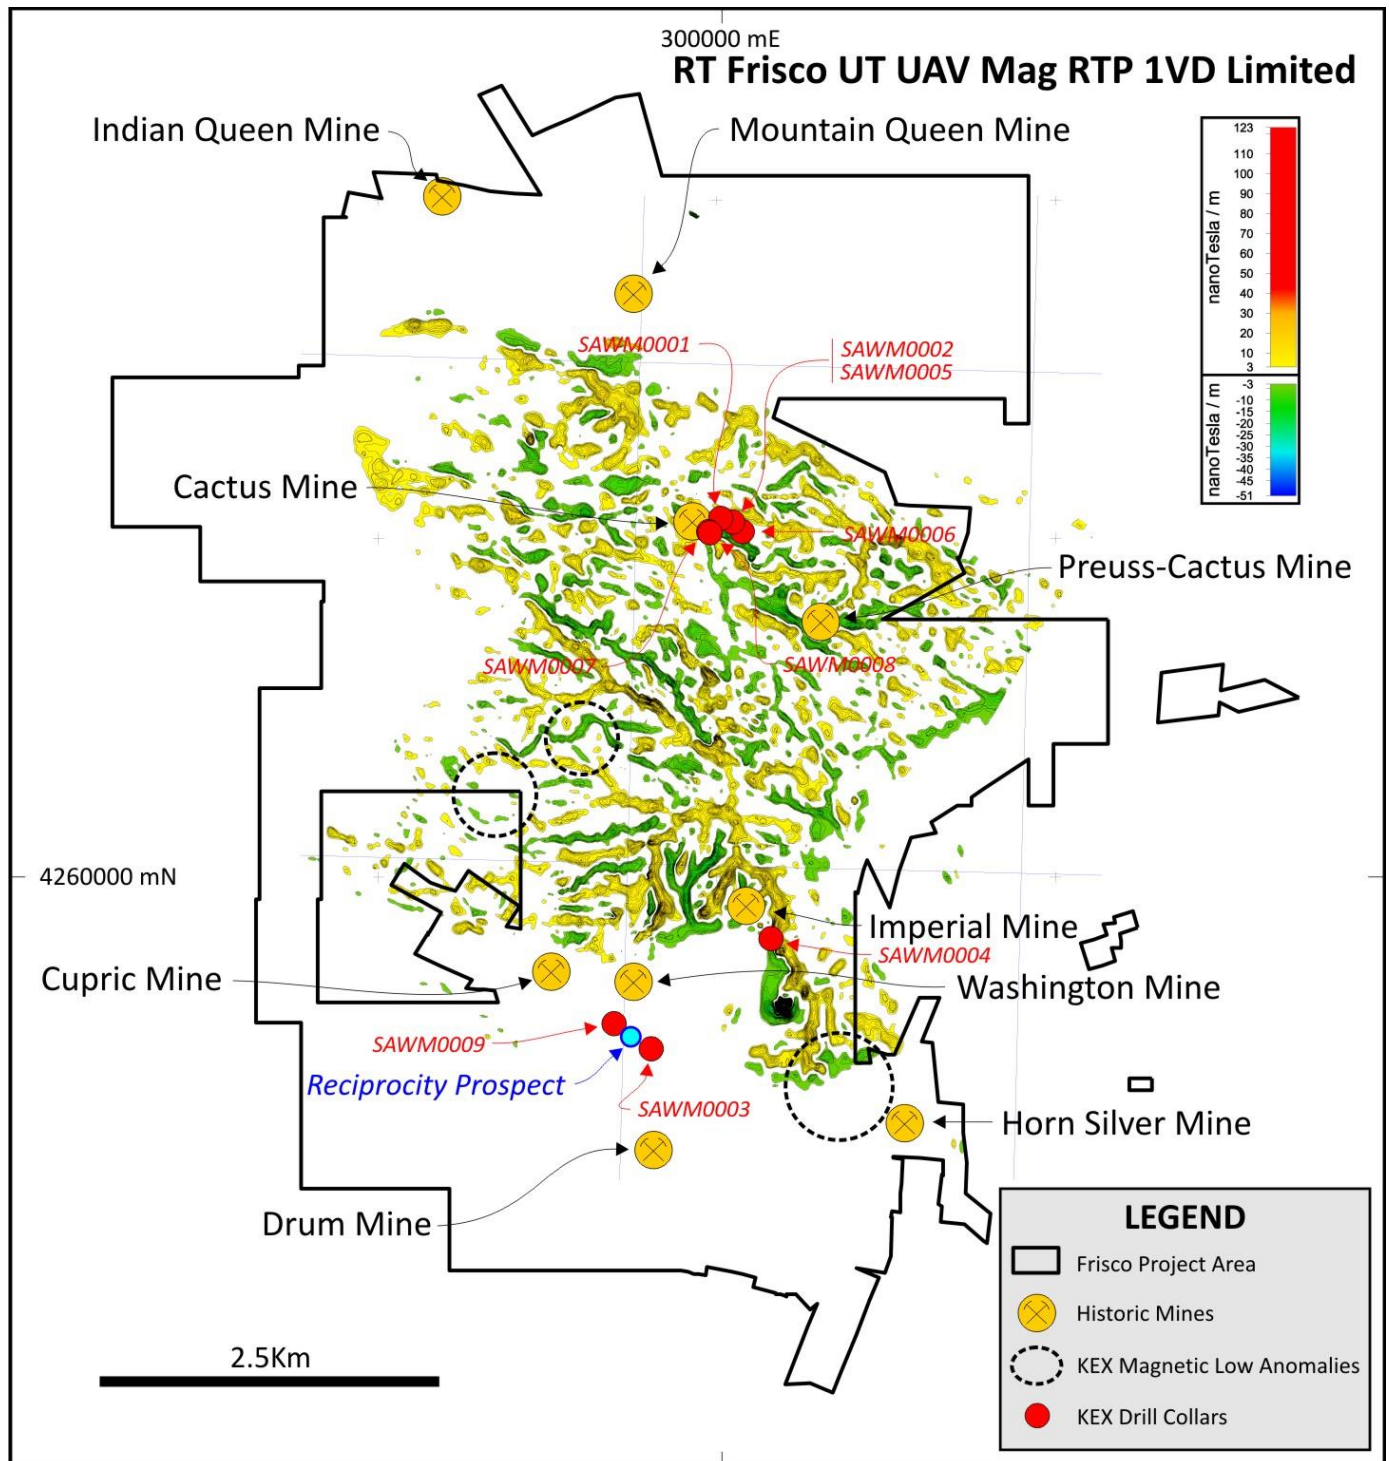 300000 mE
RT Frisco UT UAV Mag RTP 1VD Limited
Indian Queen Mine
Mountain Queen Mine
123
110
100
90
80
70
60
50
40
30
20
10
3
nanoTesla / m
-3
-10
-15
-20
-25
-30
-35
-40
-45
-51
nanoTesla / m
SAWM0001
SAWM0002
SAWM0005
Cactus Mine
SAWM0006
Preuss-Cactus Mine
SAWM0007
SAWM0008
4260000 mN
Imperial Mine
SAWM0004
Cupric Mine
Washington Mine
SAWM0009
Reciprocity Prospect
SAWM0003
Horn Silver Mine
Drum Mine
LEGEND
Frisco Project Area
Historic Mines
KEX Magnetic Low Anomalies
KEX Drill Collars
2.5Km